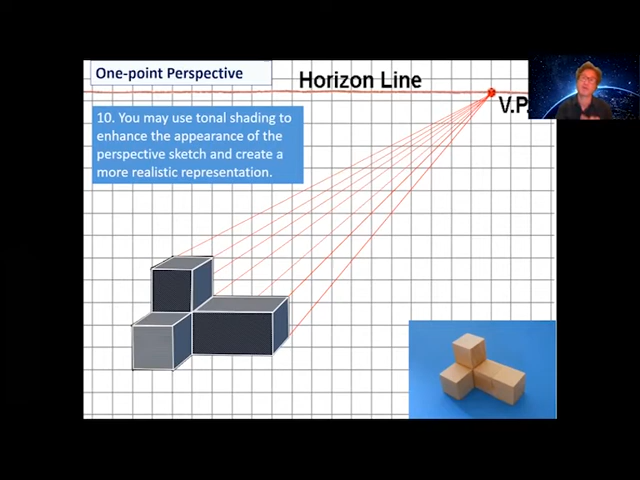 One-point Perspective
Horizon Line
V.P.
10. You may use tonal shading to
enhance the appearance of the
perspective sketch and create a
more realistic representation.